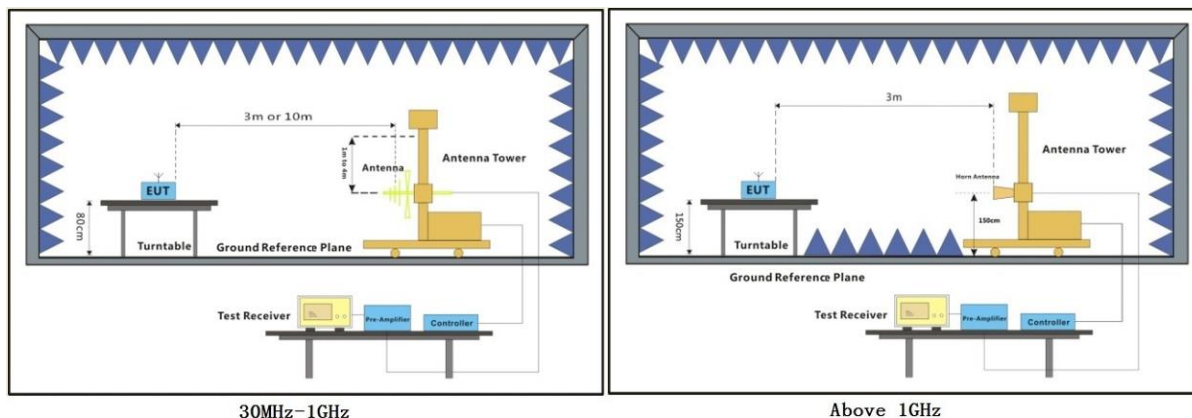 3m or 10m
1m to 4m
Antenna
Antenna Tower
EUT
80cm
Turntable
Ground Reference Plane
Test Receiver
Pre-Amplifier
Controller
30MHz-1GHz
3m
Antenna Tower
Horn Antenna
EUT
150cm
150cm
Turntable
Ground Reference Plane
Test Receiver
Pre-Amplifier
Controller
Above 1GHz